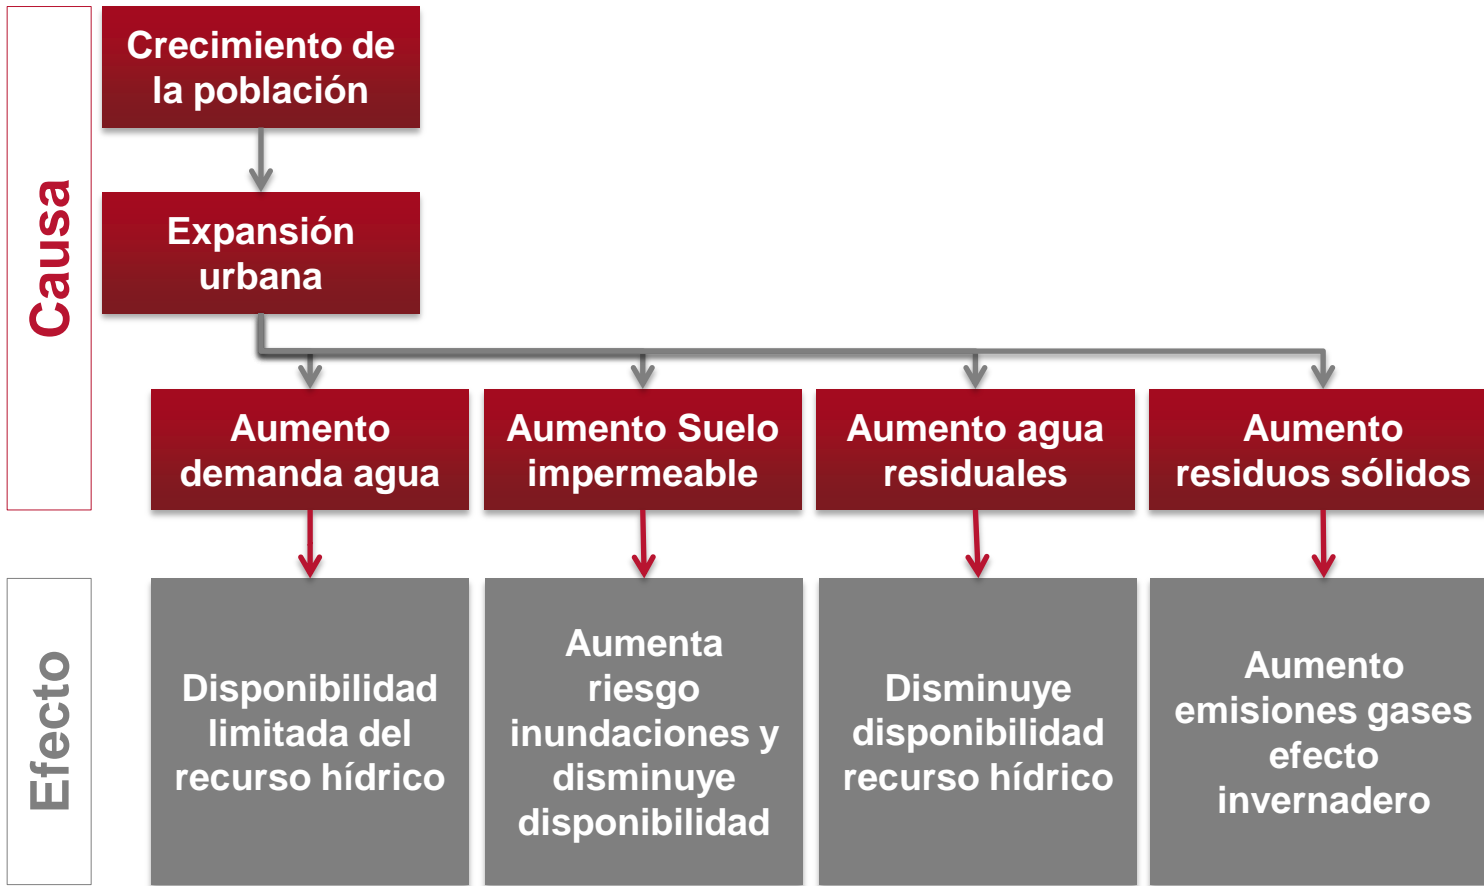 Causa
Crecimiento de
la población
Expansión
urbana
Aumento
demanda agua
Aumento Suelo
impermeable
Aumento agua
residuales
Aumento
residuos sólidos
Efecto
Disponibilidad
limitada del
recurso hídrico
Aumenta
riesgo
inundaciones y
disminuye
disponibilidad
Disminuye
disponibilidad
recurso hídrico
Aumento
emisiones gases
efecto
invernadero